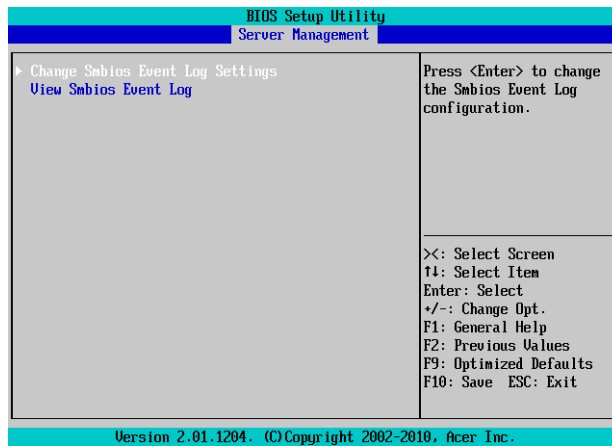 BIOS Setup Utility
Server Management
Change Smbios Event Log Settings
View Smbios Event Log
Press <Enter> to change
the Smbios Event Log
configuration.
><: Select Screen
↑↓: Select Item
Enter: Select
+/-: Change Opt.
F1: General Help
F2: Previous Values
F9: Optimized Defaults
F10: Save ESC: Exit
Version 2.01.1204. (C)Copyright 2002-2010, Acer Inc.